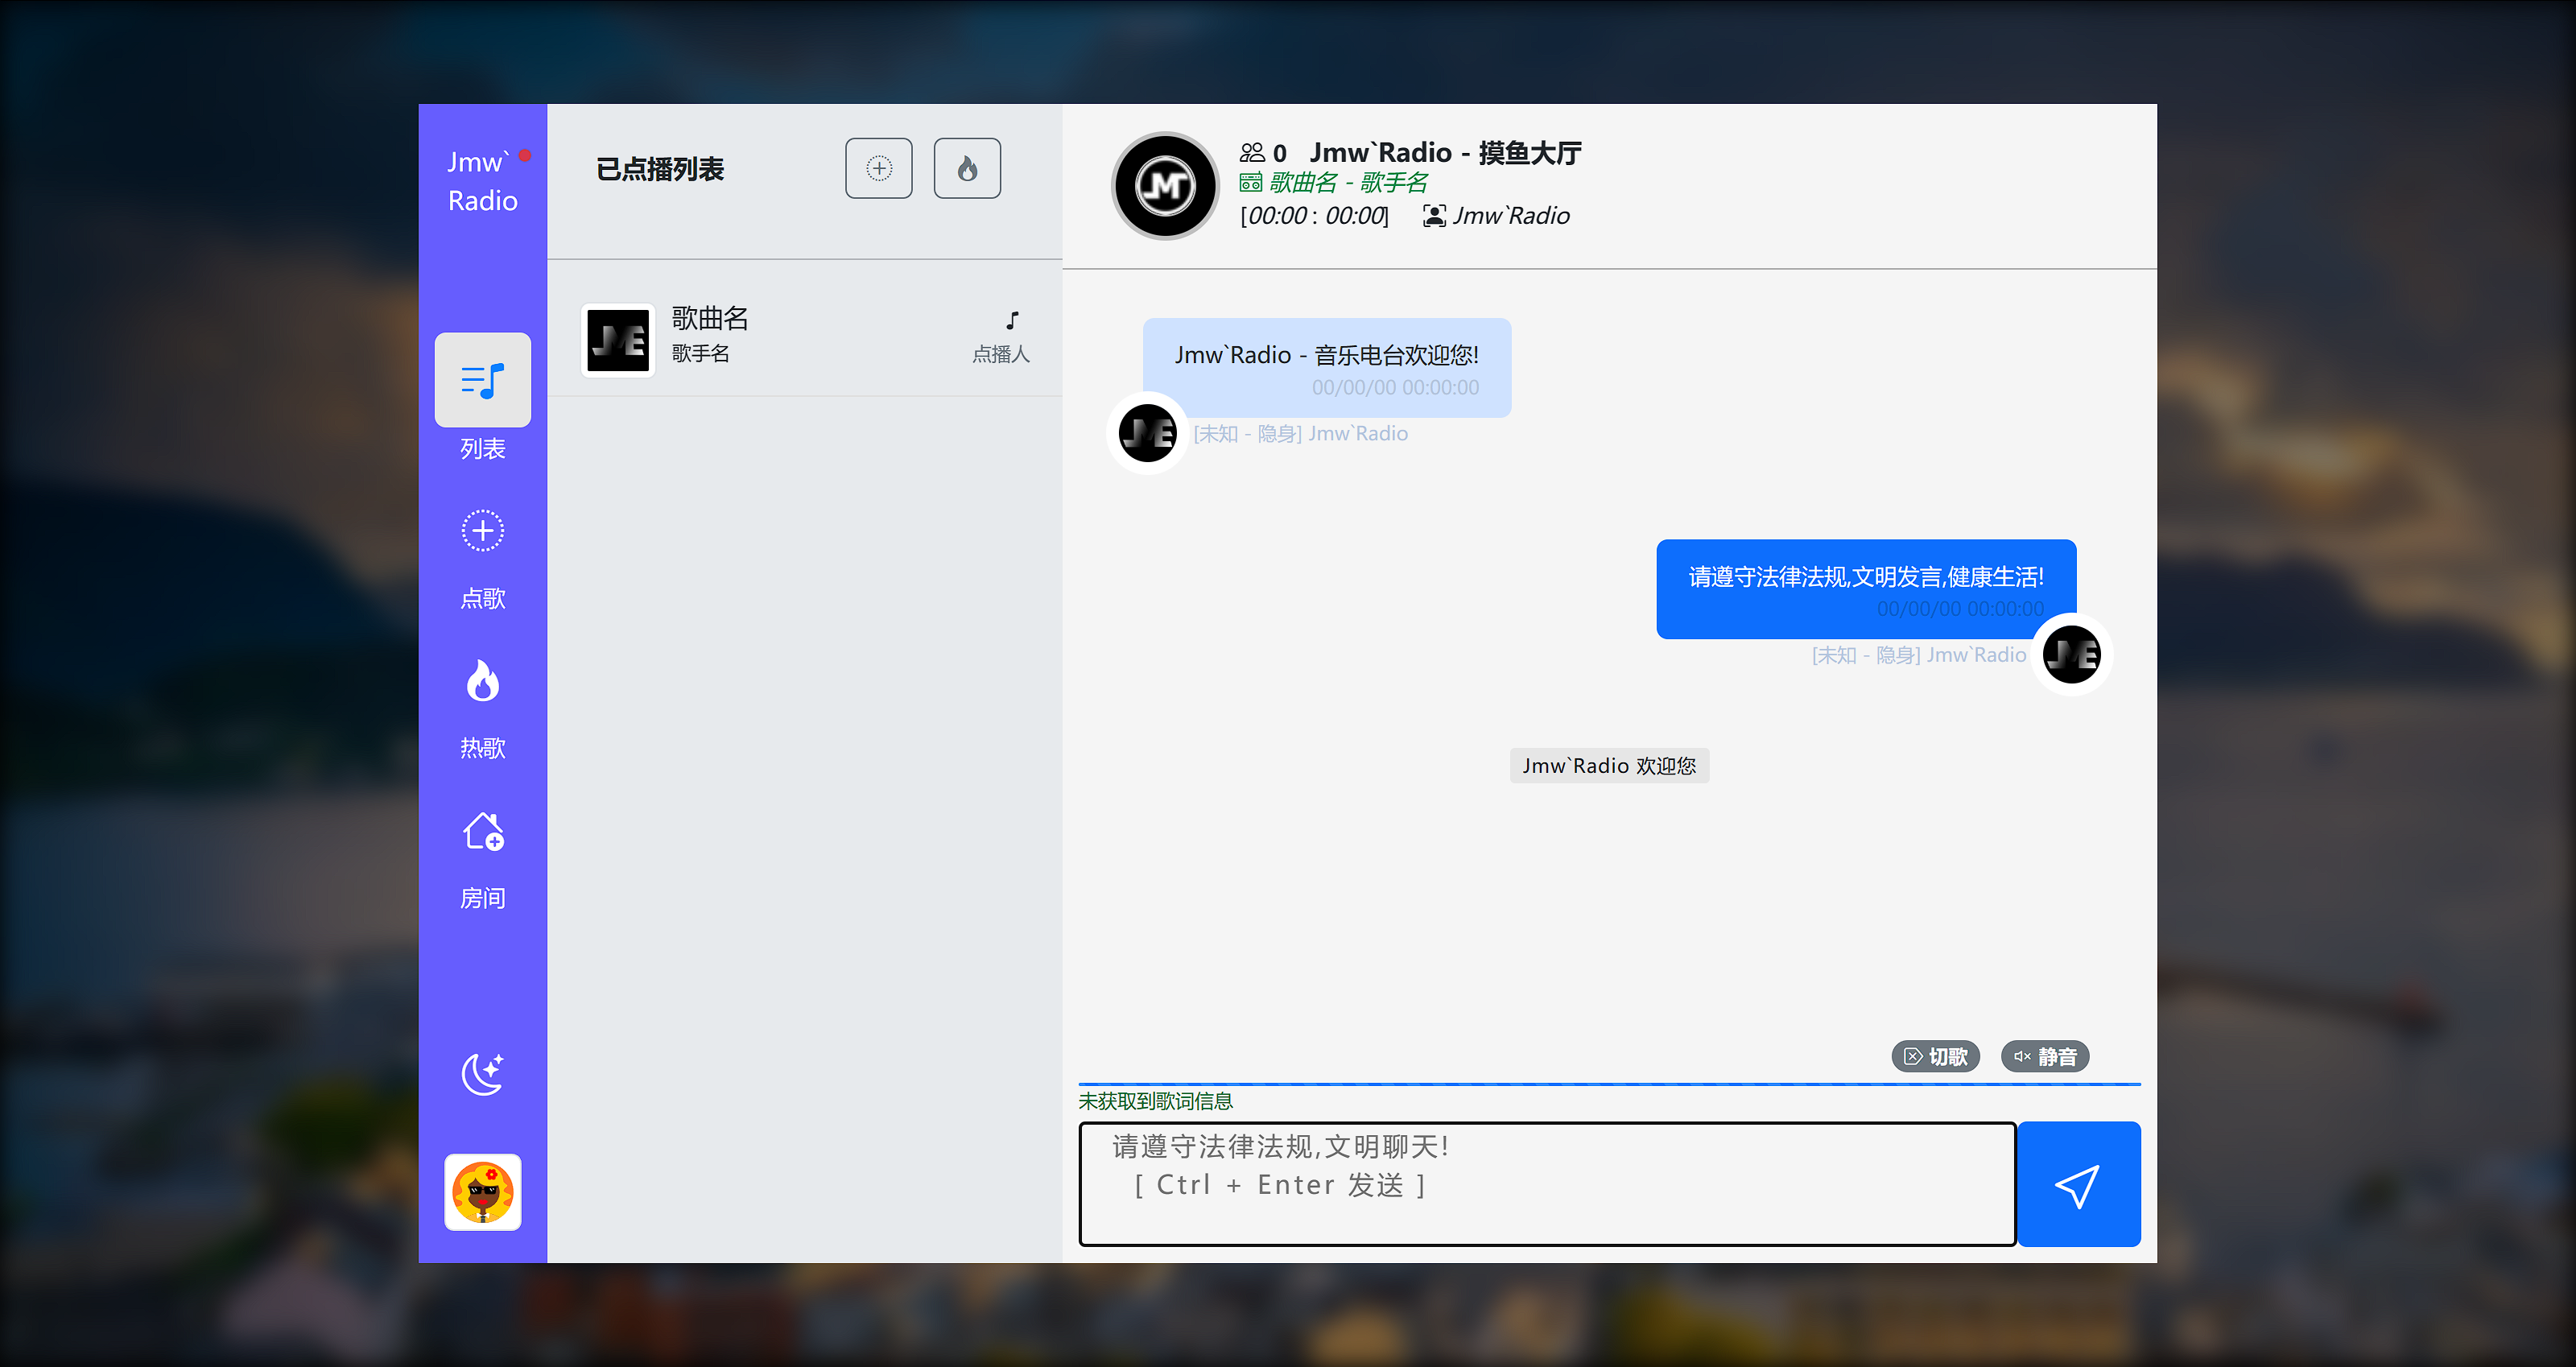 Jmw`
Radio
列表
点歌
热歌
房间
已点播列表
歌曲名
歌手名
点播人
0 Jmw`Radio - 摸鱼大厅
歌曲名 - 歌手名
[00:00 : 00:00] Jmw`Radio
Jmw`Radio - 音乐电台欢迎您!
00/00/00 00:00:00
[未知 - 隐身] Jmw`Radio
请遵守法律法规,文明发言,健康生活!
00/00/00 00:00:00
[未知 - 隐身] Jmw`Radio
Jmw`Radio 欢迎您
切歌 静音
未获取到歌词信息
请遵守法律法规,文明聊天!
[ Ctrl + Enter 发送 ]